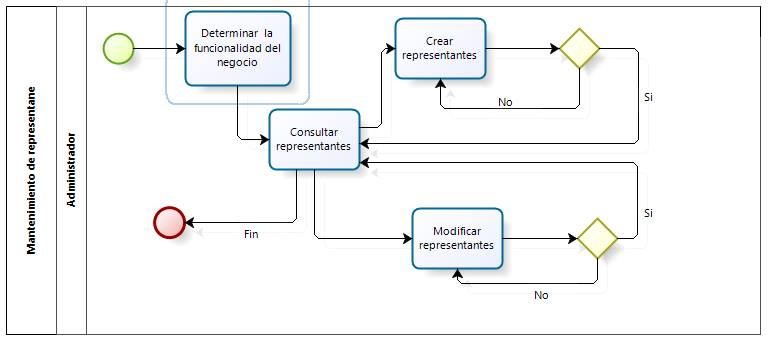 Mantenimiento de representane
Administrador
Determinar la
funcionalidad del
negocio
Crear
representantes
No
Si
Consultar
representantes
Fin
Modificar
representantes
Si
No